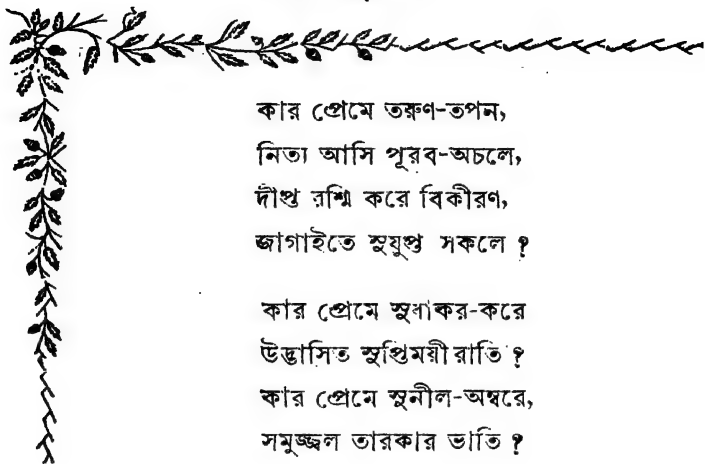 কার প্রেমে তরুণ-তপন,
নিত্য আসি পূরব-অচলে,
দীপ্ত রশ্মি করে বিকীরণ,
জাগাইতে সুযুপ্ত সকলে ?
কার প্রেমে সুধাকর-করে
উদ্ভাসিত সুপ্তিময়ী রাতি ?
কার প্রেমে সুনীল-অম্বরে,
সমুজ্জ্বল তারকার ভাতি ?